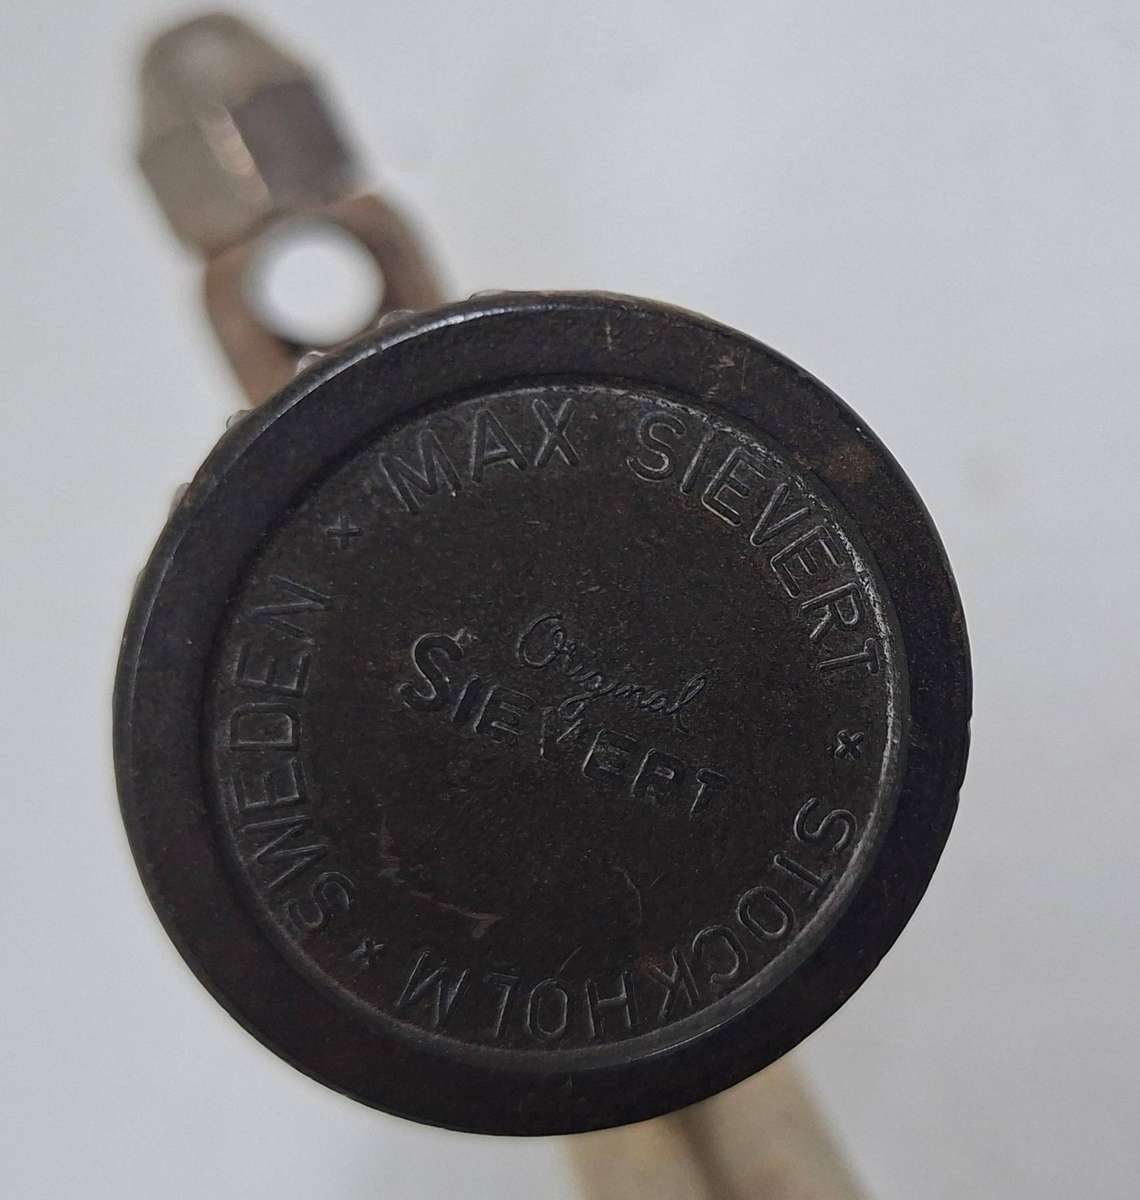 MAX SIEVERT * STOCKHOLM * SWEDEN *
Original
SIEVERT